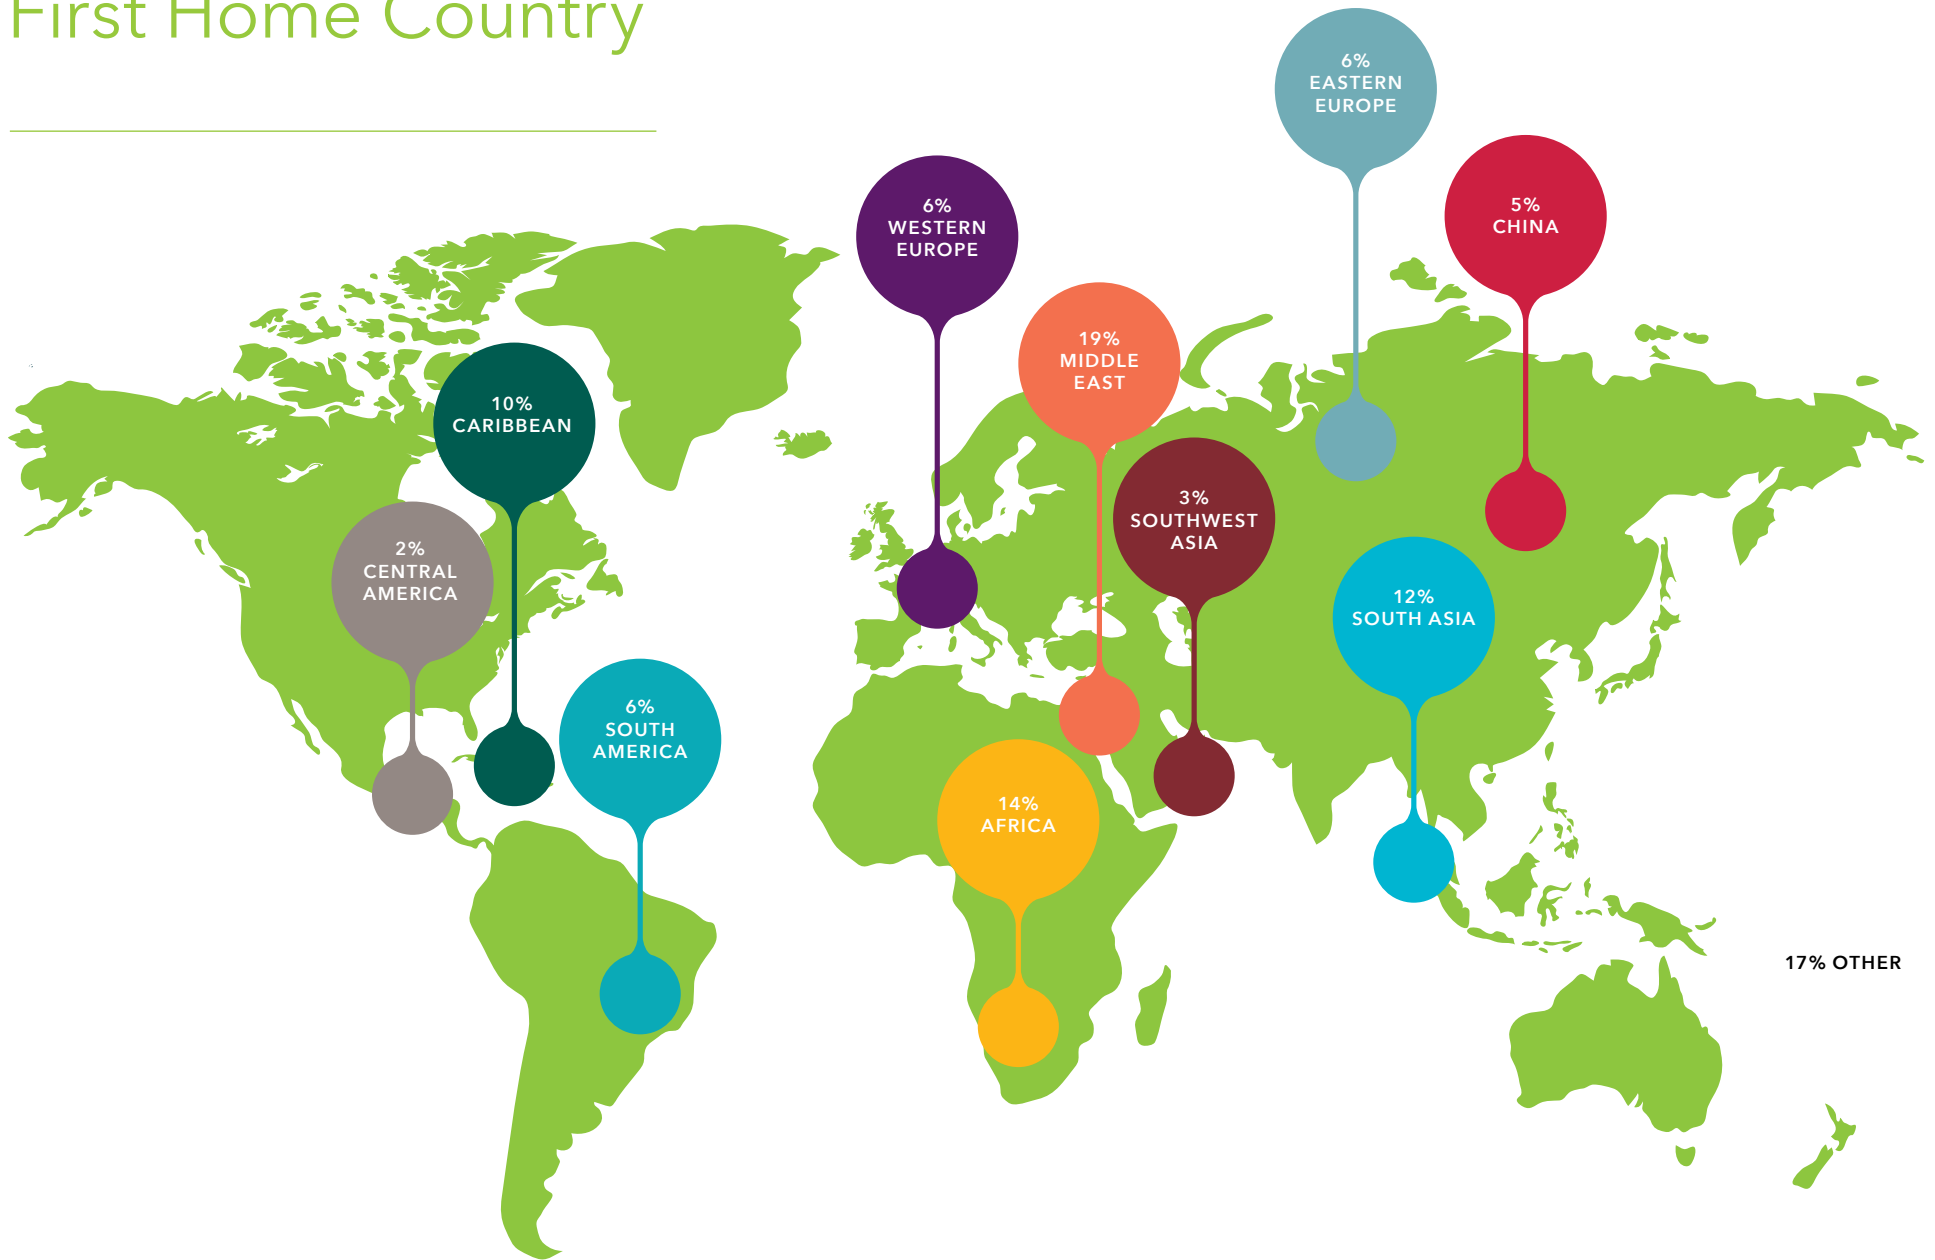 First Home Country
6%
EASTERN
EUROPE
5%
CHINA
6%
WESTERN
EUROPE
19%
MIDDLE
EAST
10%
CARIBBEAN
3%
SOUTHWEST
ASIA
2%
CENTRAL
AMERICA
12%
SOUTH ASIA
6%
SOUTH
AMERICA
14%
AFRICA
17% OTHER